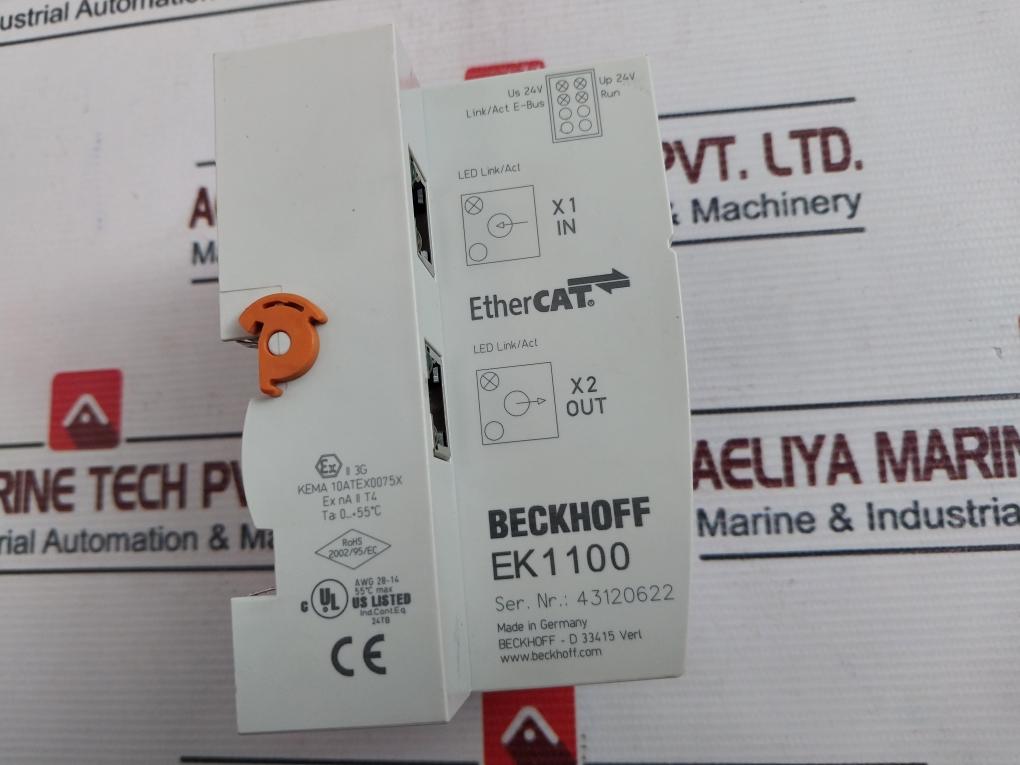 ustrial Automation
Us 24V
Up 24V
Link/Act E-Bus
Run
LED Link/Act
X1
IN
EtherCAT®
LED Link/Act
X2
OUT
BECKHOFF
EK1100
Ser. Nr.: 43120622
Made in Germany
BECKHOFF - D 33415 Verl
www.beckhoff.com
Ex II 3G
KEMA 10ATEX0075X
Ex nA II T4
Ta: 0...+55°C
RoHS
2002/95/EC
AWG 28-14
55°C max
C UL US LISTED
Ind.Cont.Eq.
24TB
CE
PVT. LTD.
& Machinery
RINE TECH PV
rial Automation & Ma
AELIYA MARIN
Marine & Industria